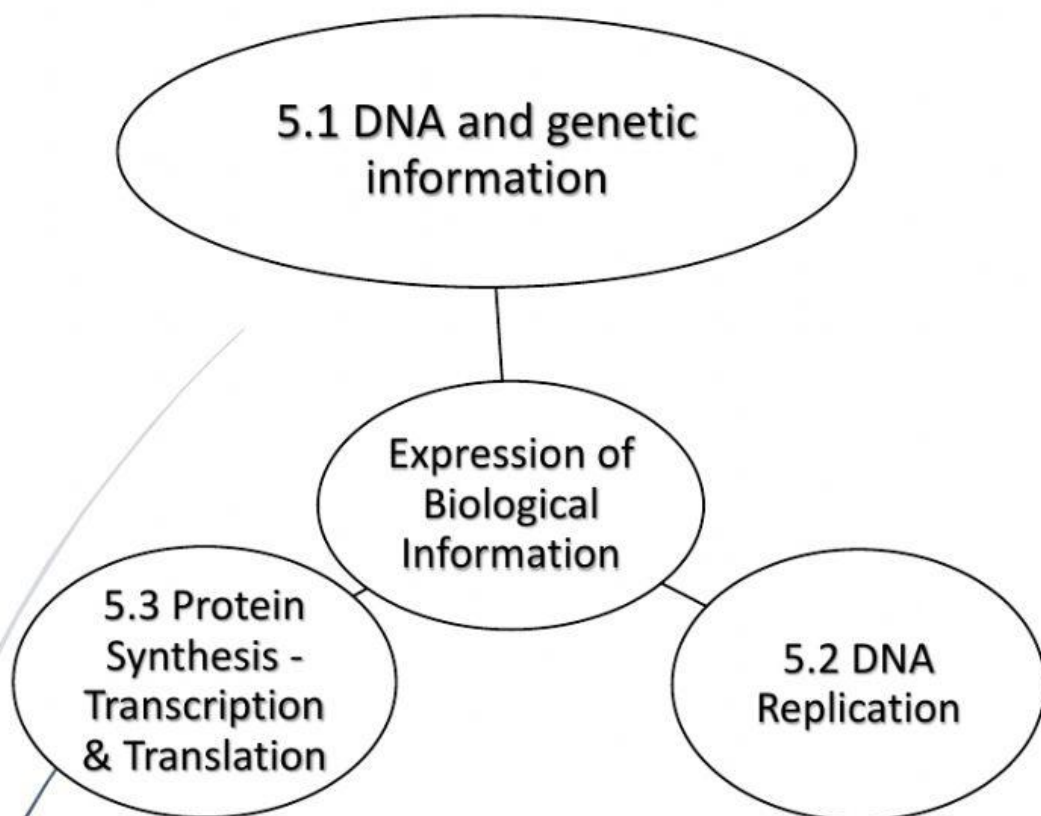 5.1 DNA and genetic
information
Expression of
Biological
Information
5.3 Protein
Synthesis -
Transcription
& Translation
5.2 DNA
Replication